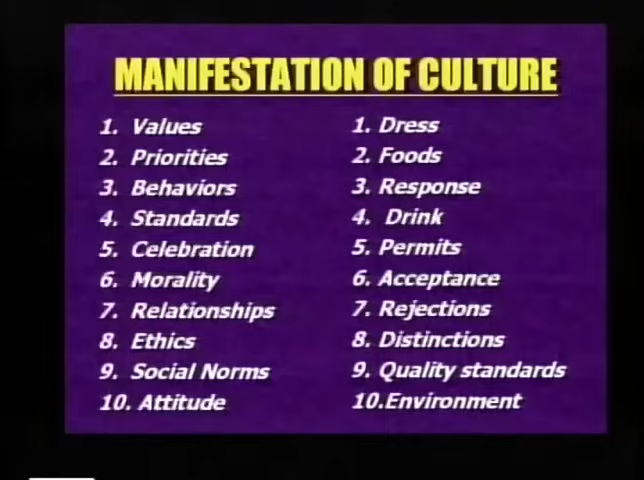 MANIFESTATION OF CULTURE
1. Values
2. Priorities
3. Behaviors
4. Standards
5. Celebration
6. Morality
7. Relationships
8. Ethics
9. Social Norms
10. Attitude
1. Dress
2. Foods
3. Response
4. Drink
5. Permits
6. Acceptance
7. Rejections
8. Distinctions
9. Quality standards
10.Environment